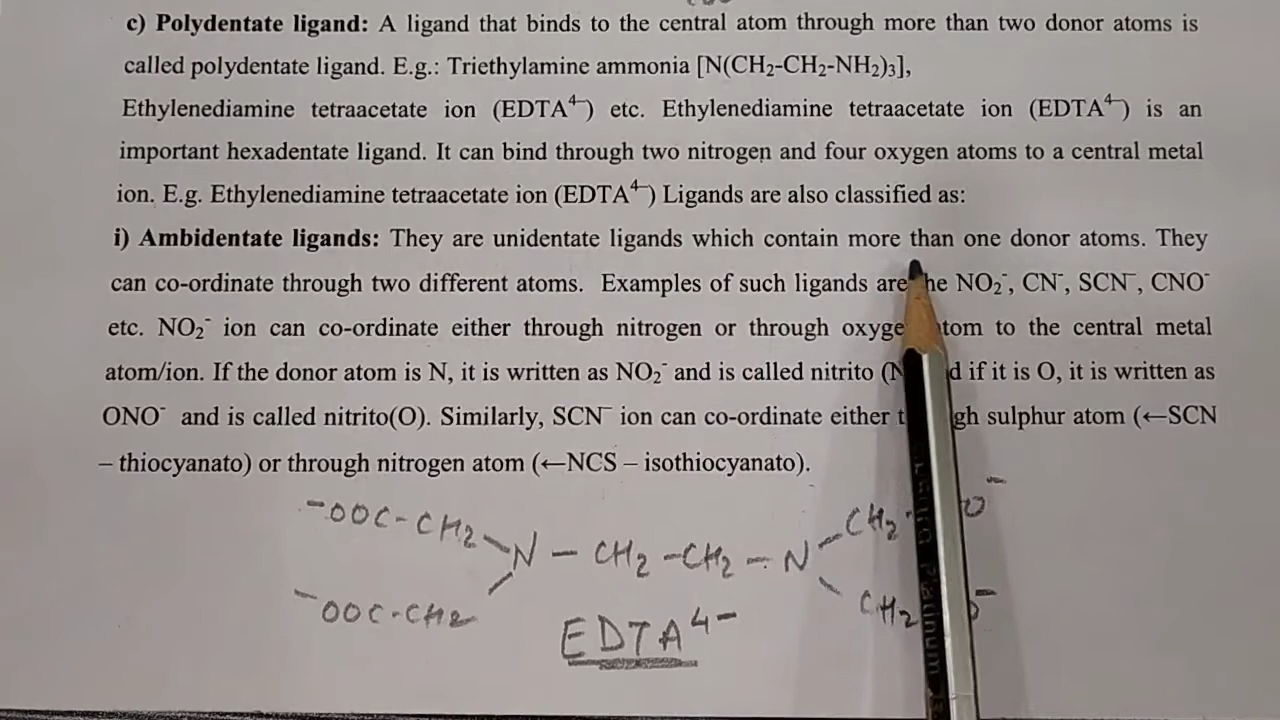 c) Polydentate ligand: A ligand that binds to the central atom through more than two donor atoms is
called polydentate ligand. E.g.: Triethylamine ammonia [N(CH₂-CH₂-NH₂)₃],
Ethylenediamine tetraacetate ion (EDTA⁴⁻) etc. Ethylenediamine tetraacetate ion (EDTA⁴⁻) is an
important hexadentate ligand. It can bind through two nitrogen and four oxygen atoms to a central metal
ion. E.g. Ethylenediamine tetraacetate ion (EDTA⁴⁻) Ligands are also classified as:
i) Ambidentate ligands: They are unidentate ligands which contain more than one donor atoms. They
can co-ordinate through two different atoms. Examples of such ligands are he NO₂⁻, CN⁻, SCN⁻, CNO⁻
etc. NO₂⁻ ion can co-ordinate either through nitrogen or through oxyge tom to the central metal
atom/ion. If the donor atom is N, it is written as NO₂⁻ and is called nitrito (N d if it is O, it is written as
ONO⁻ and is called nitrito(O). Similarly, SCN⁻ ion can co-ordinate either t gh sulphur atom (←SCN
– thiocyanato) or through nitrogen atom (←NCS – isothiocyanato).
⁻OOC-CH₂ CH₂- O⁻
N – CH₂ -CH₂ – N
⁻OOC-CH₂ CH₂ O⁻
EDTA⁴⁻
Platinum